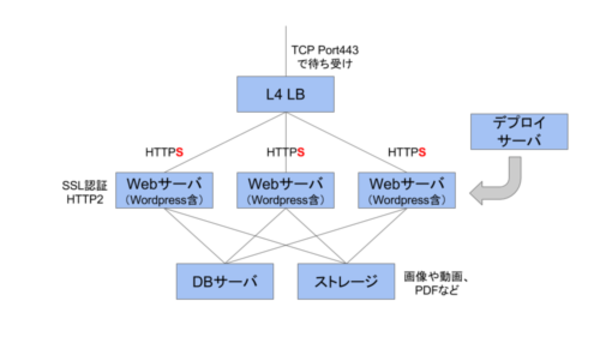 TCP Port443
で待ち受け
L4 LB
デプロイ
サーバ
HTTPS
HTTPS
HTTPS
SSL認証
HTTP2
Webサーバ
（Wordpress含）
Webサーバ
（Wordpress含）
Webサーバ
（Wordpress含）
DBサーバ
ストレージ
画像や動画、
PDFなど